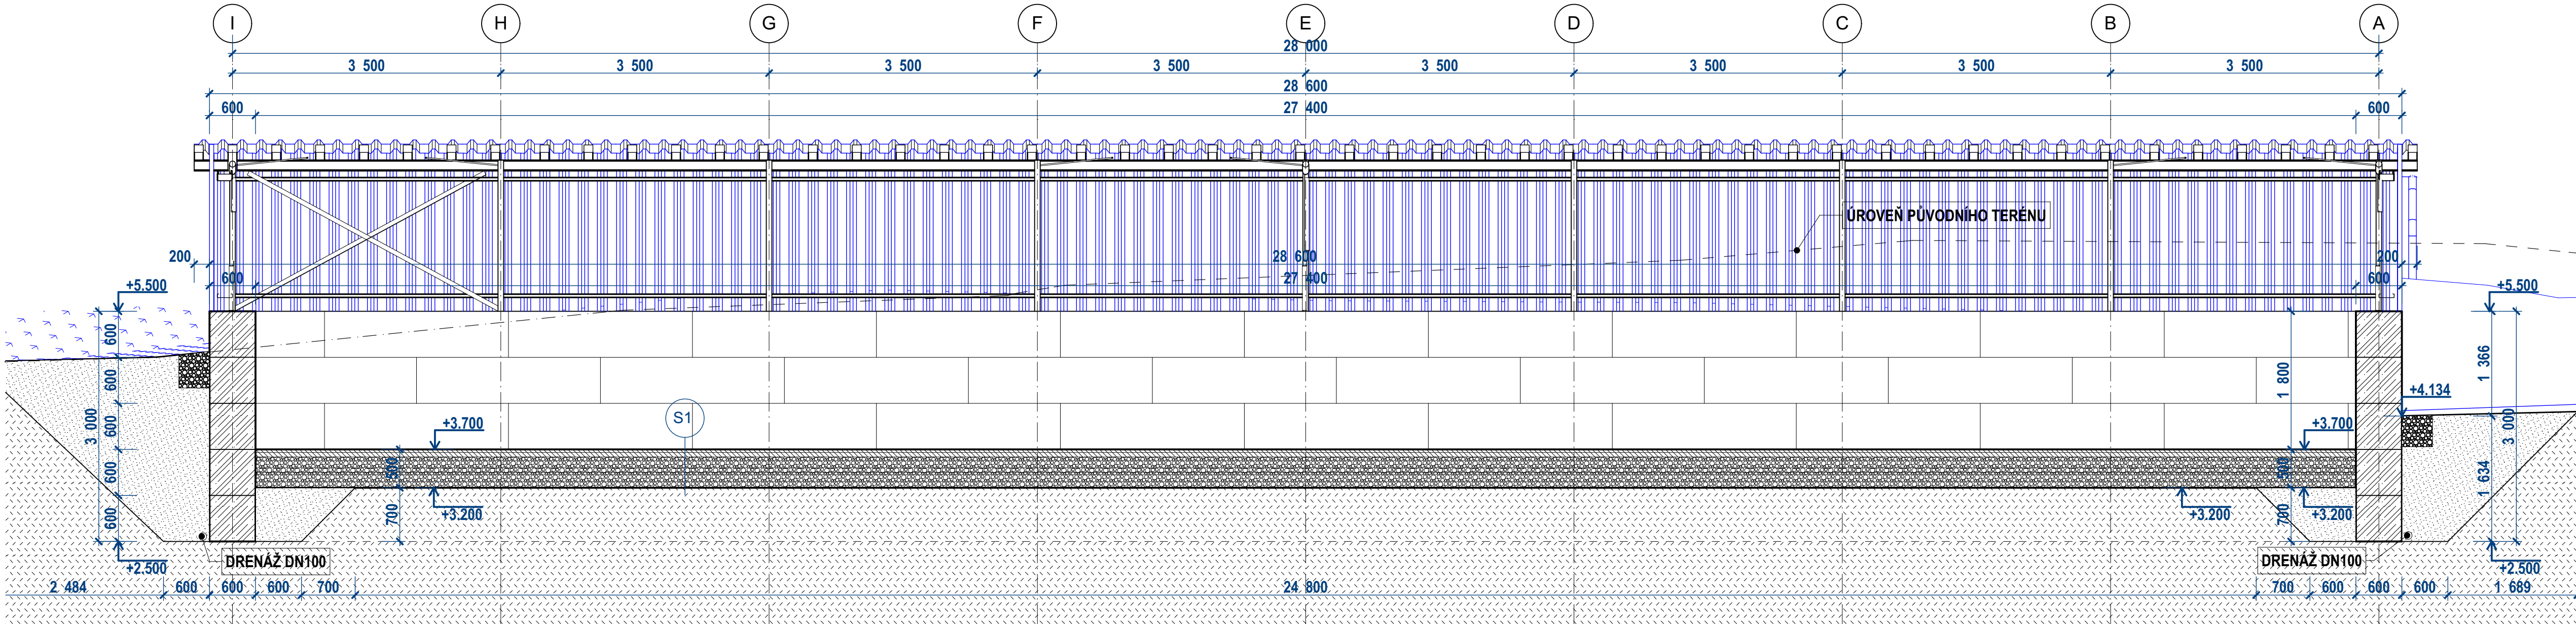 I H G F E D C B A
28 000
3 500 3 500 3 500 3 500 3 500 3 500 3 500 3 500
28 600
600 27 400 600
ÚROVEŇ PŮVODNÍHO TERÉNU
200 28 600 200
600 27 400 600
+5.500 +5.500
600
600 1 366
1 800
+4.134
3 000 600 S1 3 000
+3.700 +3.700
600 500 500 1 634
+3.200 +3.200 +3.200
600 700 700
DRENÁŽ DN100 DRENÁŽ DN100
+2.500 +2.500
2 484 600 600 600 700 24 800 700 600 600 600 1 689